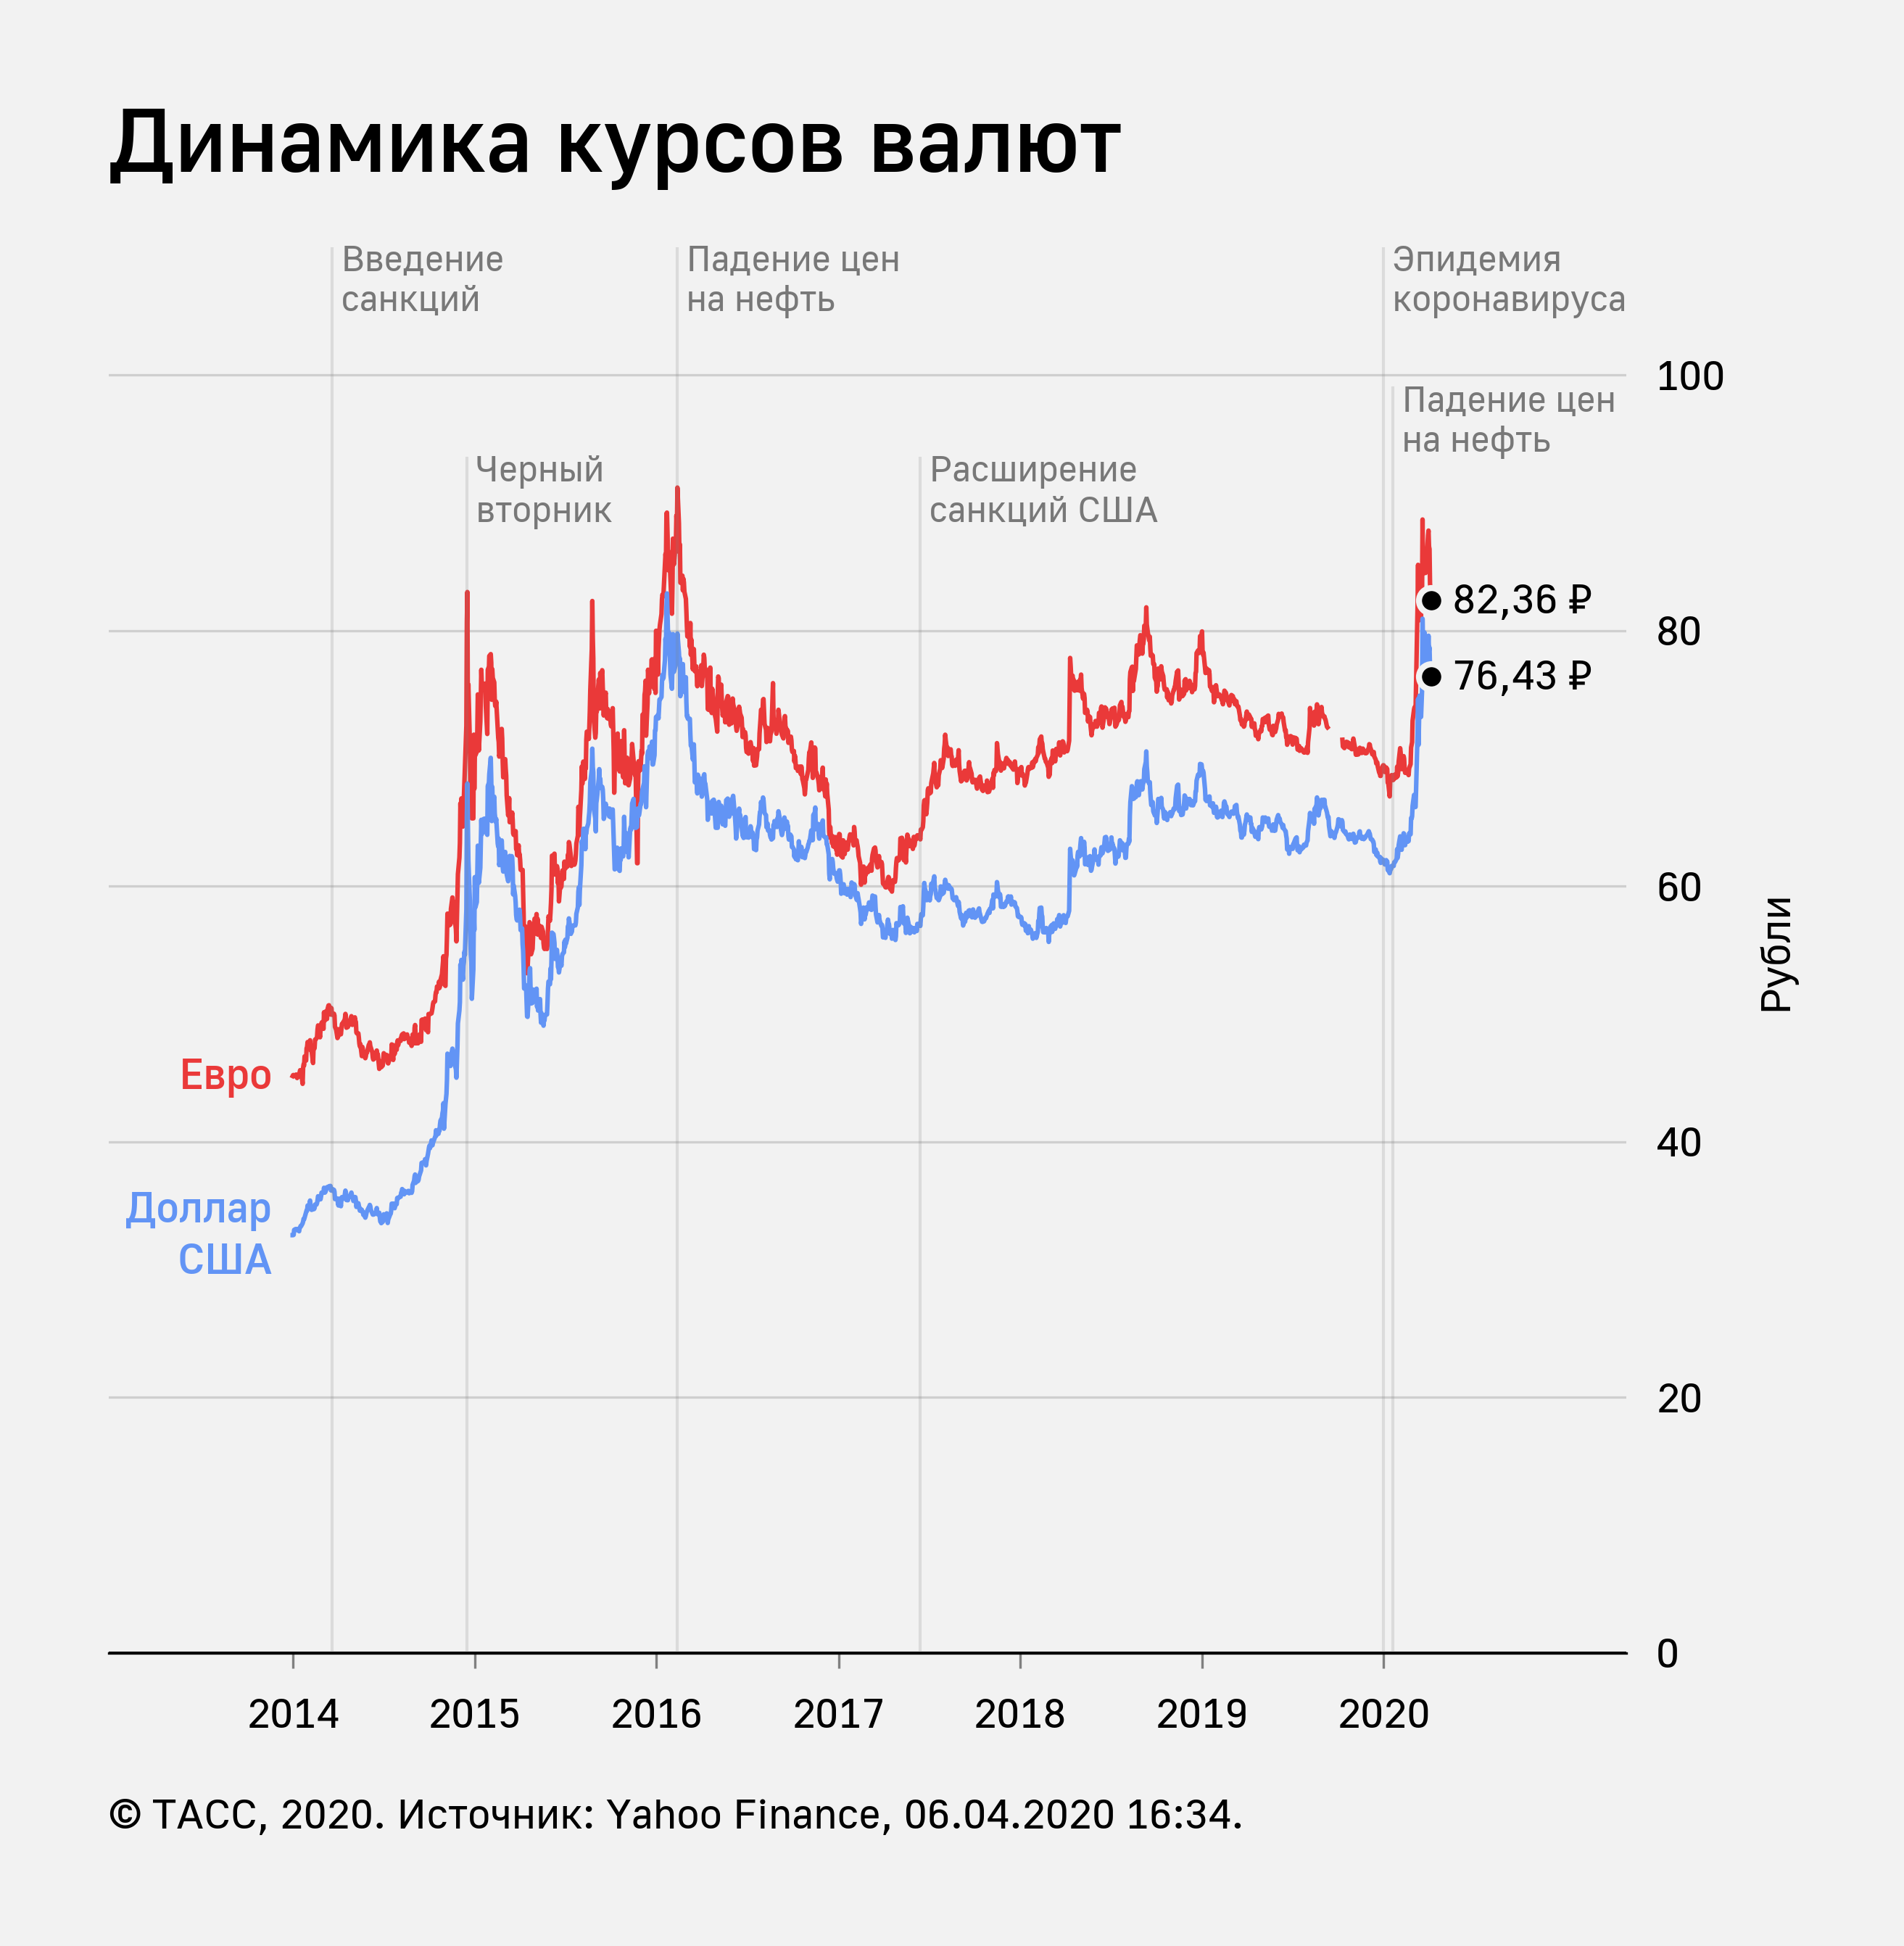 Динамика курсов валют
Введение
санкций
Падение цен
на нефть
Эпидемия
коронавируса
100
Падение цен
на нефть
Черный
вторник
Расширение
санкций США
82,36 ₽
80
76,43 ₽
60
Рубли
Евро
40
Доллар
США
20
0
2014 2015 2016 2017 2018 2019 2020
© ТАСС, 2020. Источник: Yahoo Finance, 06.04.2020 16:34.